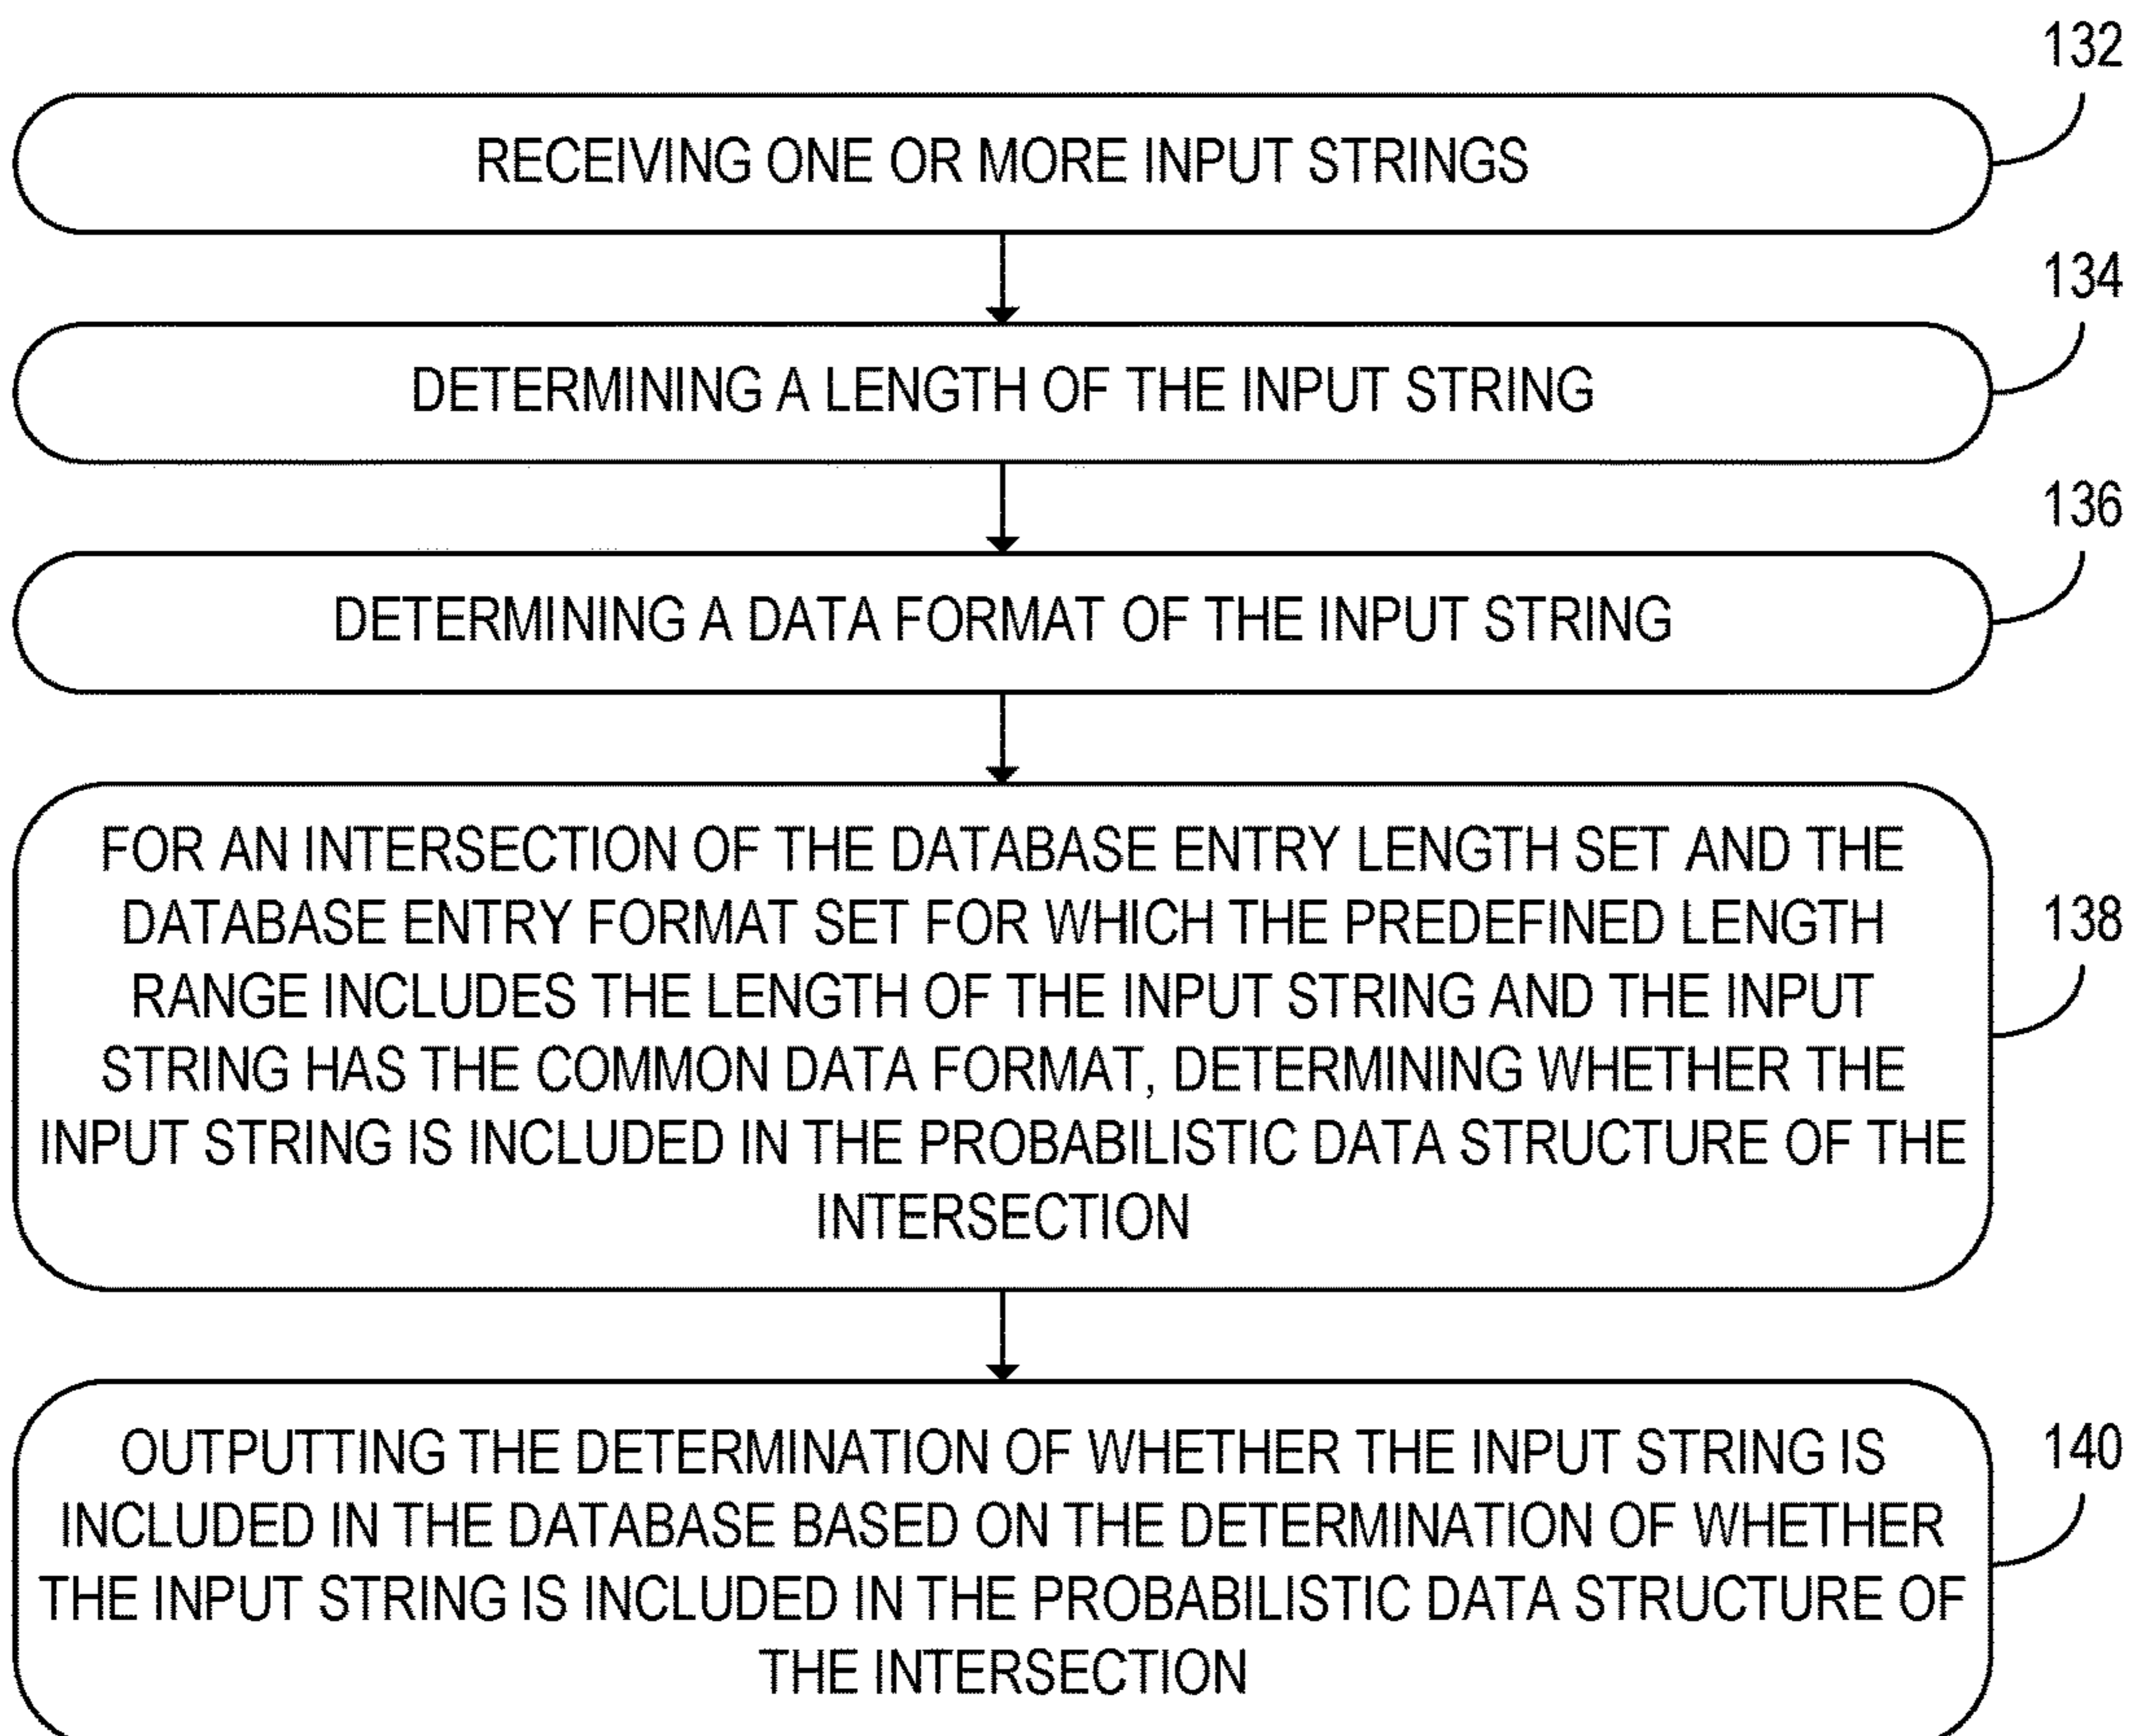 132
RECEIVING ONE OR MORE INPUT STRINGS
134
DETERMINING A LENGTH OF THE INPUT STRING
136
DETERMINING A DATA FORMAT OF THE INPUT STRING
FOR AN INTERSECTION OF THE DATABASE ENTRY LENGTH SET AND THE
DATABASE ENTRY FORMAT SET FOR WHICH THE PREDEFINED LENGTH
138
RANGE INCLUDES THE LENGTH OF THE INPUT STRING AND THE INPUT
STRING HAS THE COMMON DATA FORMAT, DETERMINING WHETHER THE
INPUT STRING IS INCLUDED IN THE PROBABILISTIC DATA STRUCTURE OF THE
INTERSECTION
OUTPUTTING THE DETERMINATION OF WHETHER THE INPUT STRING IS
140
INCLUDED IN THE DATABASE BASED ON THE DETERMINATION OF WHETHER
THE INPUT STRING IS INCLUDED IN THE PROBABILISTIC DATA STRUCTURE OF
THE INTERSECTION